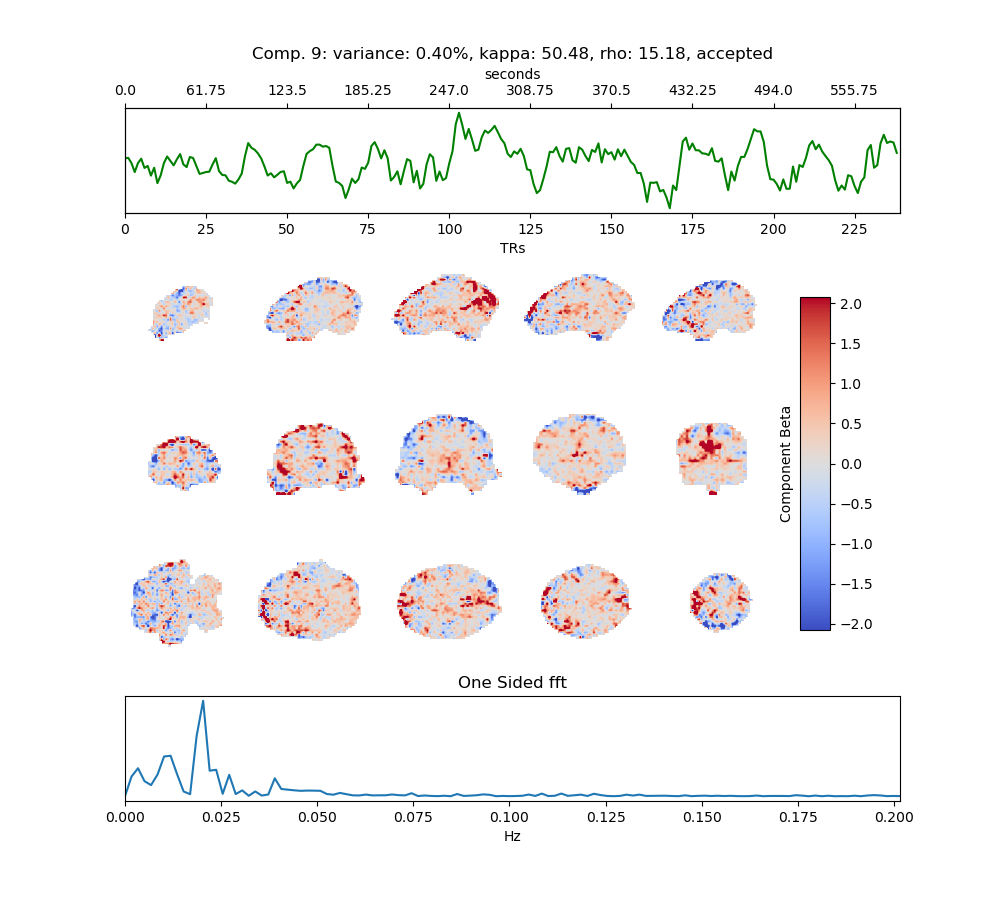 Comp. 9: variance: 0.40%, kappa: 50.48, rho: 15.18, accepted
seconds
0.0 61.75 123.5 185.25 247.0 308.75 370.5 432.25 494.0 555.75
0 25 50 75 100 125 150 175 200 225
TRs
2.0
1.5
1.0
0.5
0.0
−0.5
−1.0
−1.5
−2.0
Component Beta
One Sided fft
0.000 0.025 0.050 0.075 0.100 0.125 0.150 0.175 0.200
Hz